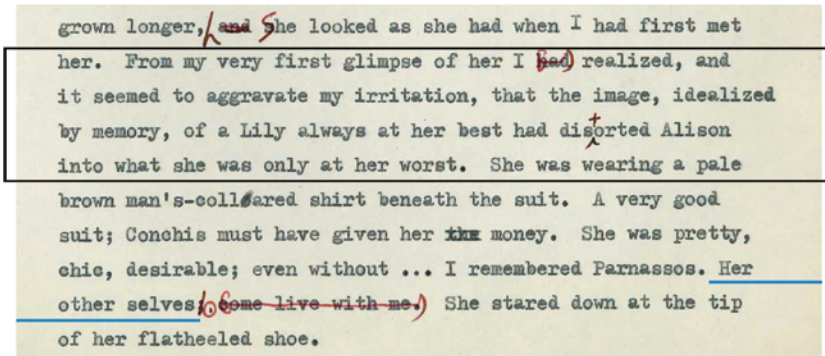 grown longer, and She looked as she had when I had first met
her. From my very first glimpse of her I had realized, and
it seemed to aggravate my irritation, that the image, idealized
by memory, of a Lily always at her best had distorted Alison
into what she was only at her worst. She was wearing a pale
brown man's-collared shirt beneath the suit. A very good
suit; Conchis must have given her the money. She was pretty,
chic, desirable; even without ... I remembered Parnassos. Her
other selves. Come live with me. She stared down at the tip
of her flatheeled shoe.